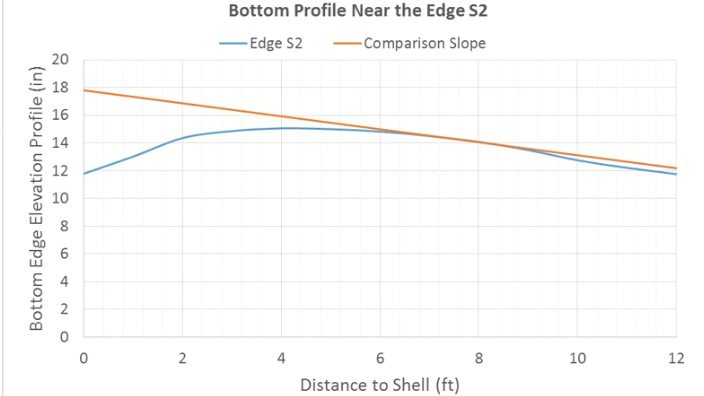 Bottom Profile Near the Edge S2
Edge S2 Comparison Slope
Bottom Edge Elevation Profile (in)
20
18
16
14
12
10
8
6
4
2
0
0 2 4 6 8 10 12
Distance to Shell (ft)